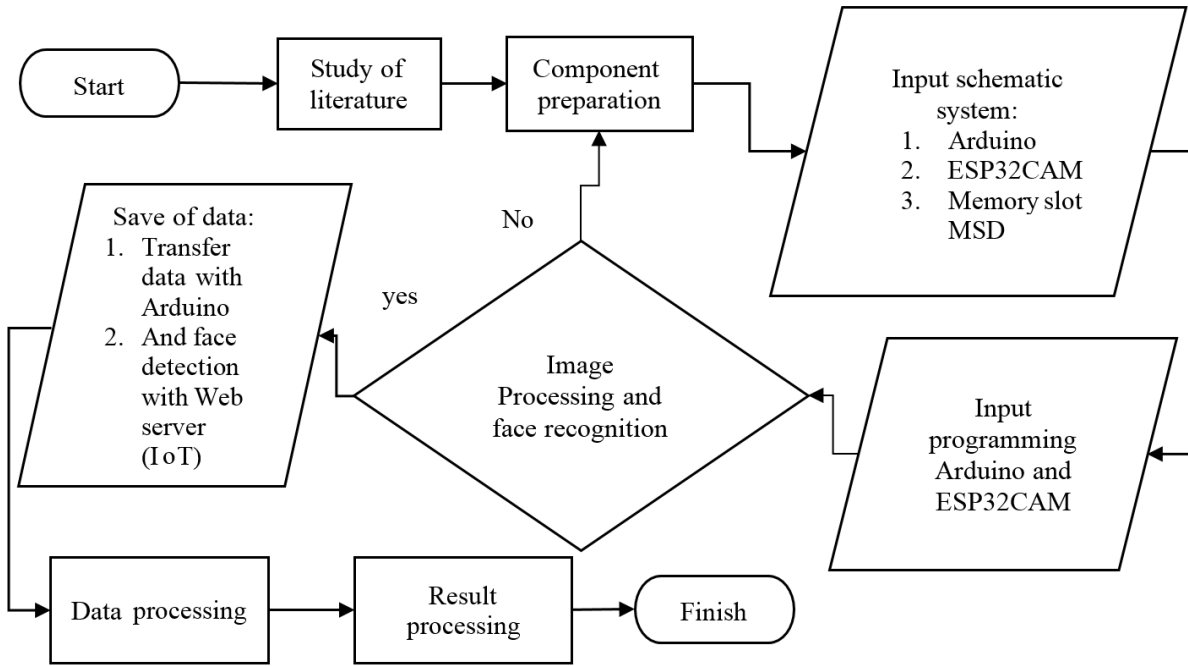 Start
Study of
literature
Component
preparation
Input schematic
system:
1. Arduino
2. ESP32CAM
3. Memory slot
MSD
Input
programming
Arduino and
ESP32CAM
Image
Processing and
face recognition
No
yes
Save of data:
1. Transfer
data with
Arduino
2. And face
detection
with Web
server
(IoT)
Data processing
Result
processing
Finish